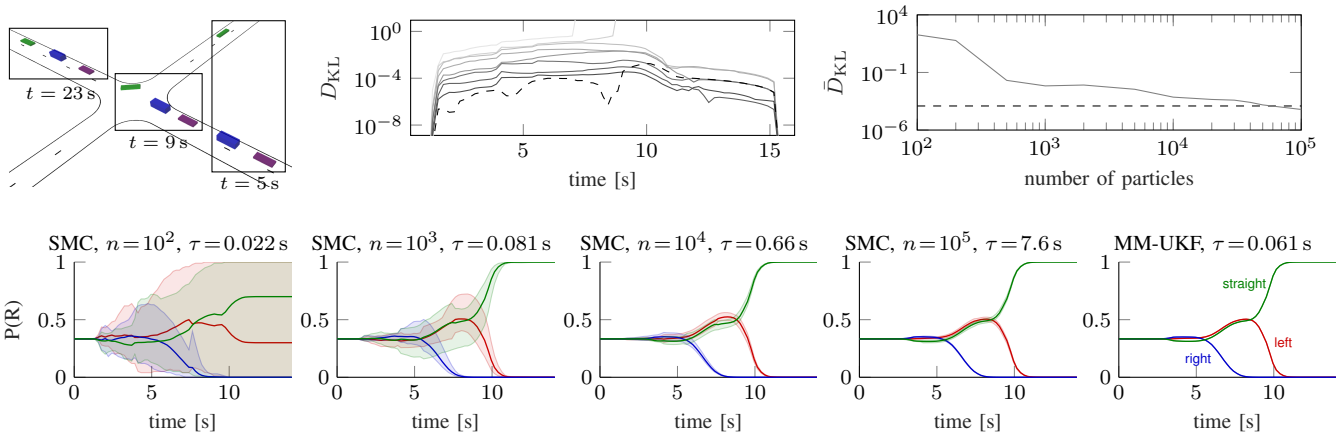 t = 23 s
t = 9 s
t = 5 s
10^0
10^−4
10^−8
D_KL
5
10
15
time [s]
10^2
10^−1
10^−6
D̄_KL
10^2
10^3
10^4
10^5
number of particles
SMC, n=10^2, τ=0.022 s
SMC, n=10^3, τ=0.081 s
SMC, n=10^4, τ=0.66 s
SMC, n=10^5, τ=7.6 s
MM-UKF, τ=0.061 s
P(R)
1
0.5
0
0
5
10
time [s]
1
0.5
0
0
5
10
time [s]
1
0.5
0
0
5
10
time [s]
1
0.5
0
0
5
10
time [s]
1
0.5
0
straight
left
right
0
5
10
time [s]